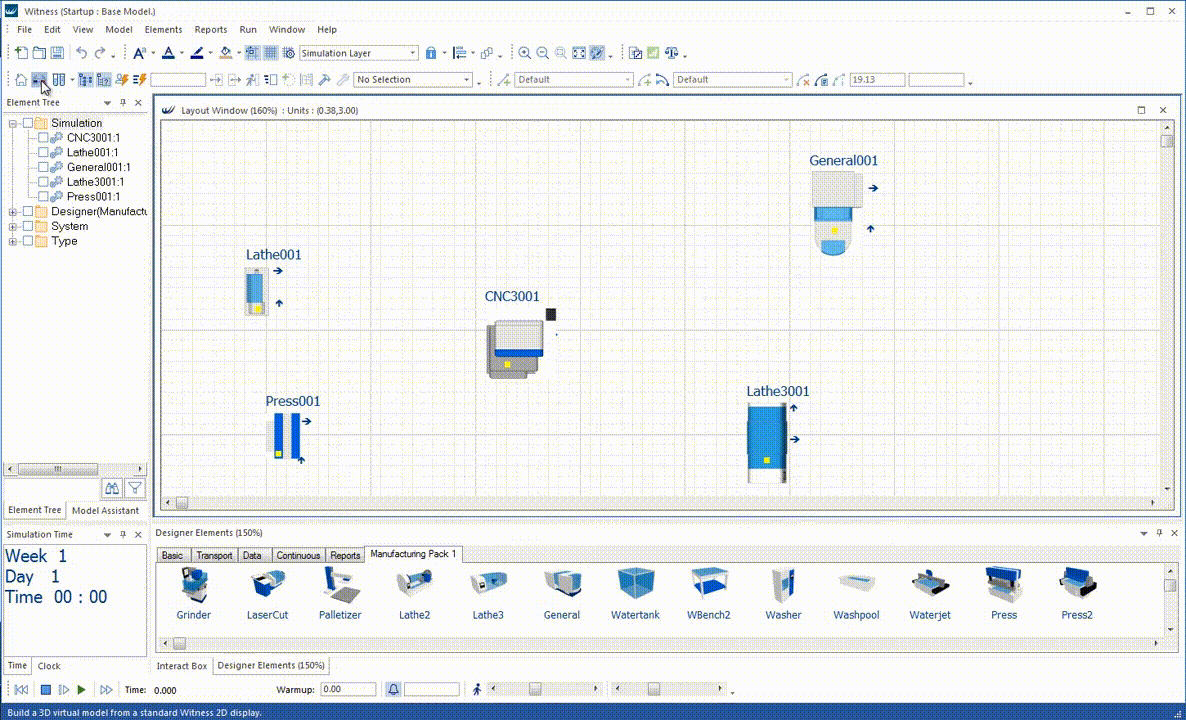 Witness (Startup : Base Model.)
File Edit View Model Elements Reports Run Window Help
Simulation Layer
No Selection Default Default 19.13
Element Tree
Simulation
CNC3001:1
Lathe001:1
General001:1
Lathe3001:1
Press001:1
Designer(Manufactu
System
Type
Element Tree Model Assistant
Layout Window (160%) : Units : (0.38,3.00)
General001
Lathe001
CNC3001
Press001
Lathe3001
Simulation Time
Week 1
Day 1
Time 00 : 00
Time Clock
Designer Elements (150%)
Basic Transport Data Continuous Reports Manufacturing Pack 1
Grinder LaserCut Palletizer Lathe2 Lathe3 General Watertank WBench2 Washer Washpool Waterjet Press Press2
Interact Box Designer Elements (150%)
Time: 0.000 Warmup: 0.00
Build a 3D virtual model from a standard Witness 2D display.